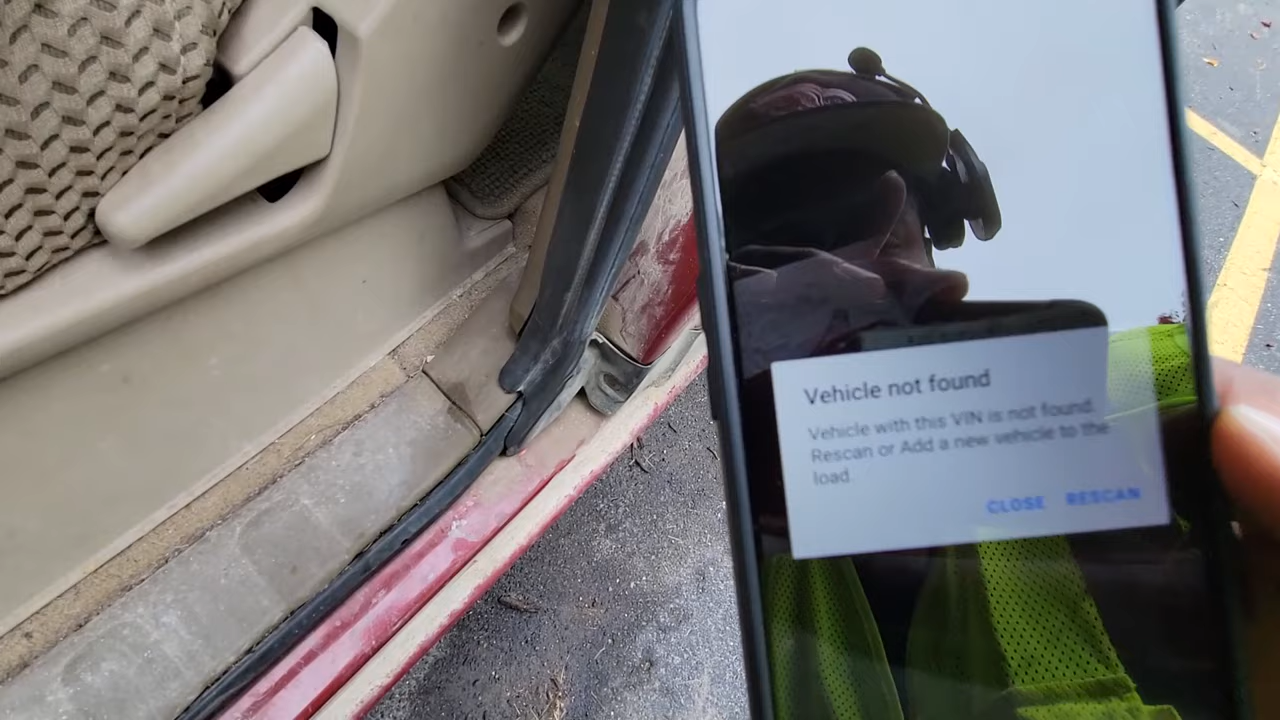 Vehicle not found
Vehicle with this VIN is not found.
Rescan or Add a new vehicle to the
load.
CLOSE RESCAN